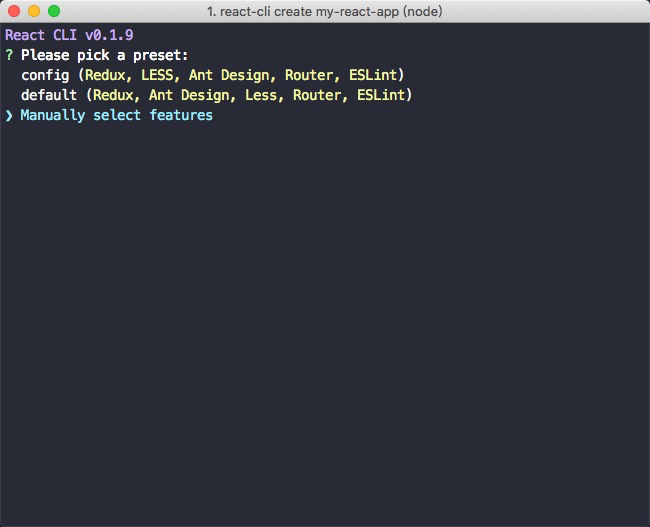 1. react-cli create my-react-app (node)
React CLI v0.1.9
? Please pick a preset:
config (Redux, LESS, Ant Design, Router, ESLint)
default (Redux, Ant Design, Less, Router, ESLint)
❯ Manually select features